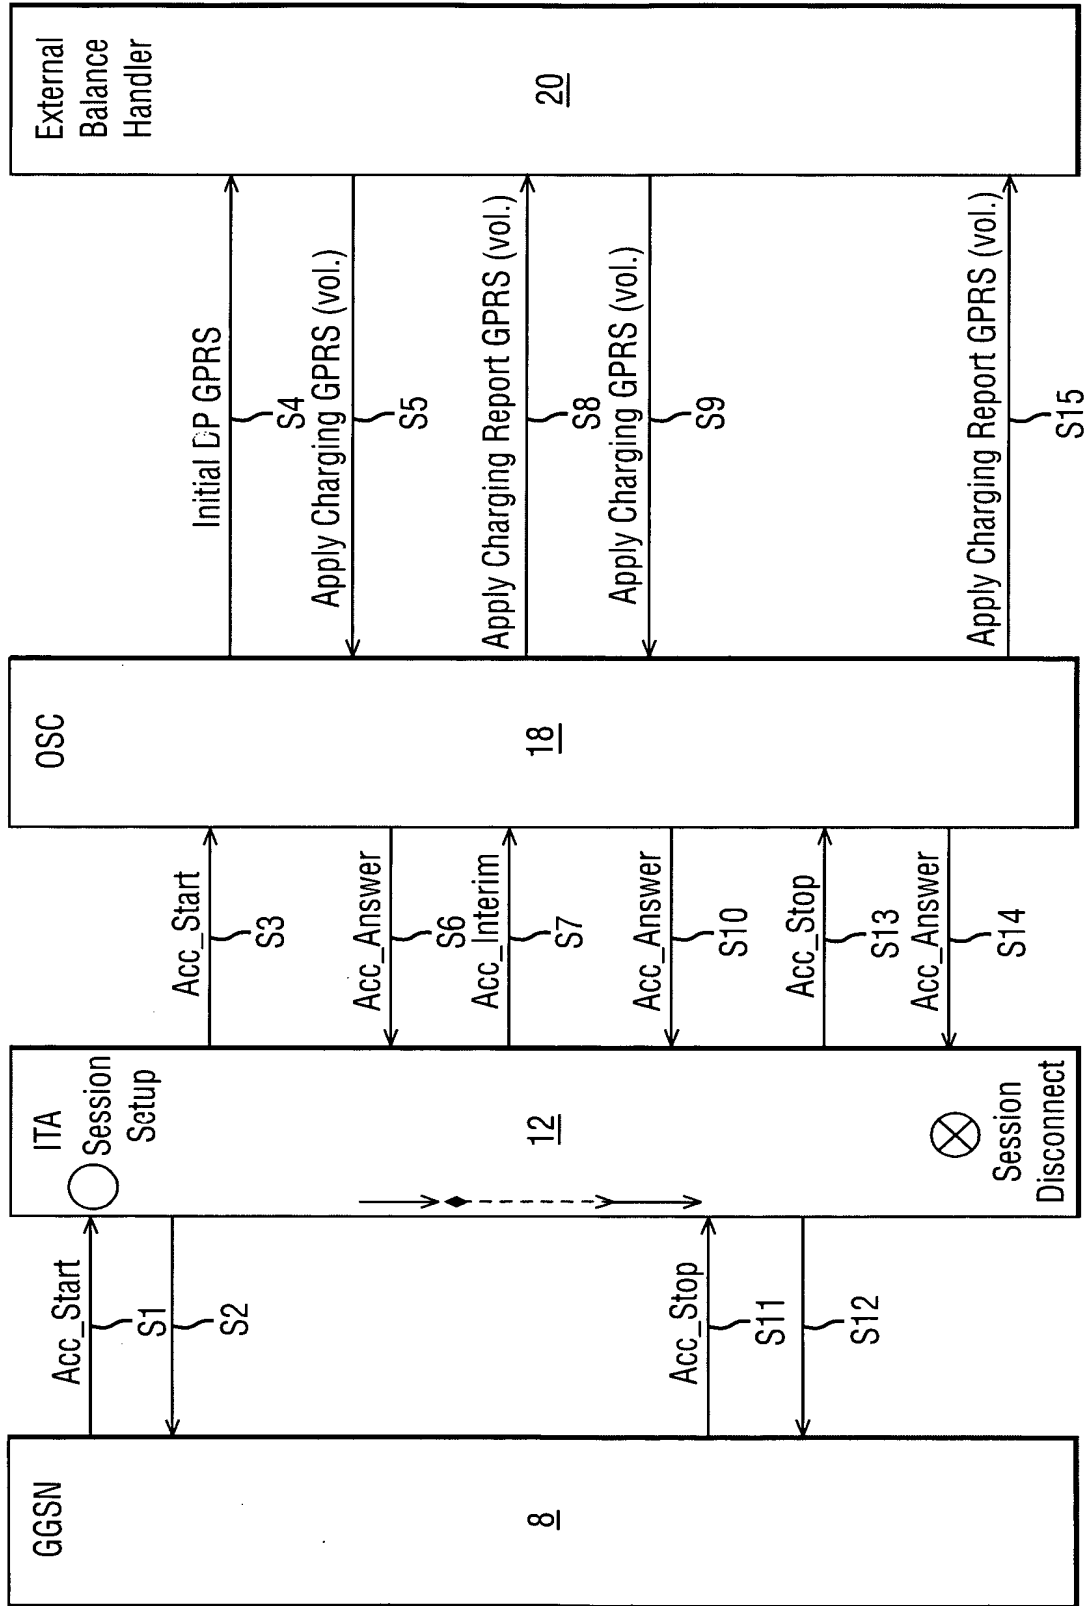 GGSN
8
Acc_Start
S1
S2
Acc_Stop
S11
S12
ITA
Session
Setup
12
Session
Disconnect
Acc_Start
S3
Acc_Answer
S6
Acc_Interim
S7
Acc_Answer
S10
Acc_Stop
S13
Acc_Answer
S14
OSC
18
Initial DP GPRS
S4
Apply Charging GPRS (vol.)
S5
Apply Charging Report GPRS (vol.)
S8
Apply Charging GPRS (vol.)
S9
Apply Charging Report GPRS (vol.)
S15
External
Balance
Handler
20